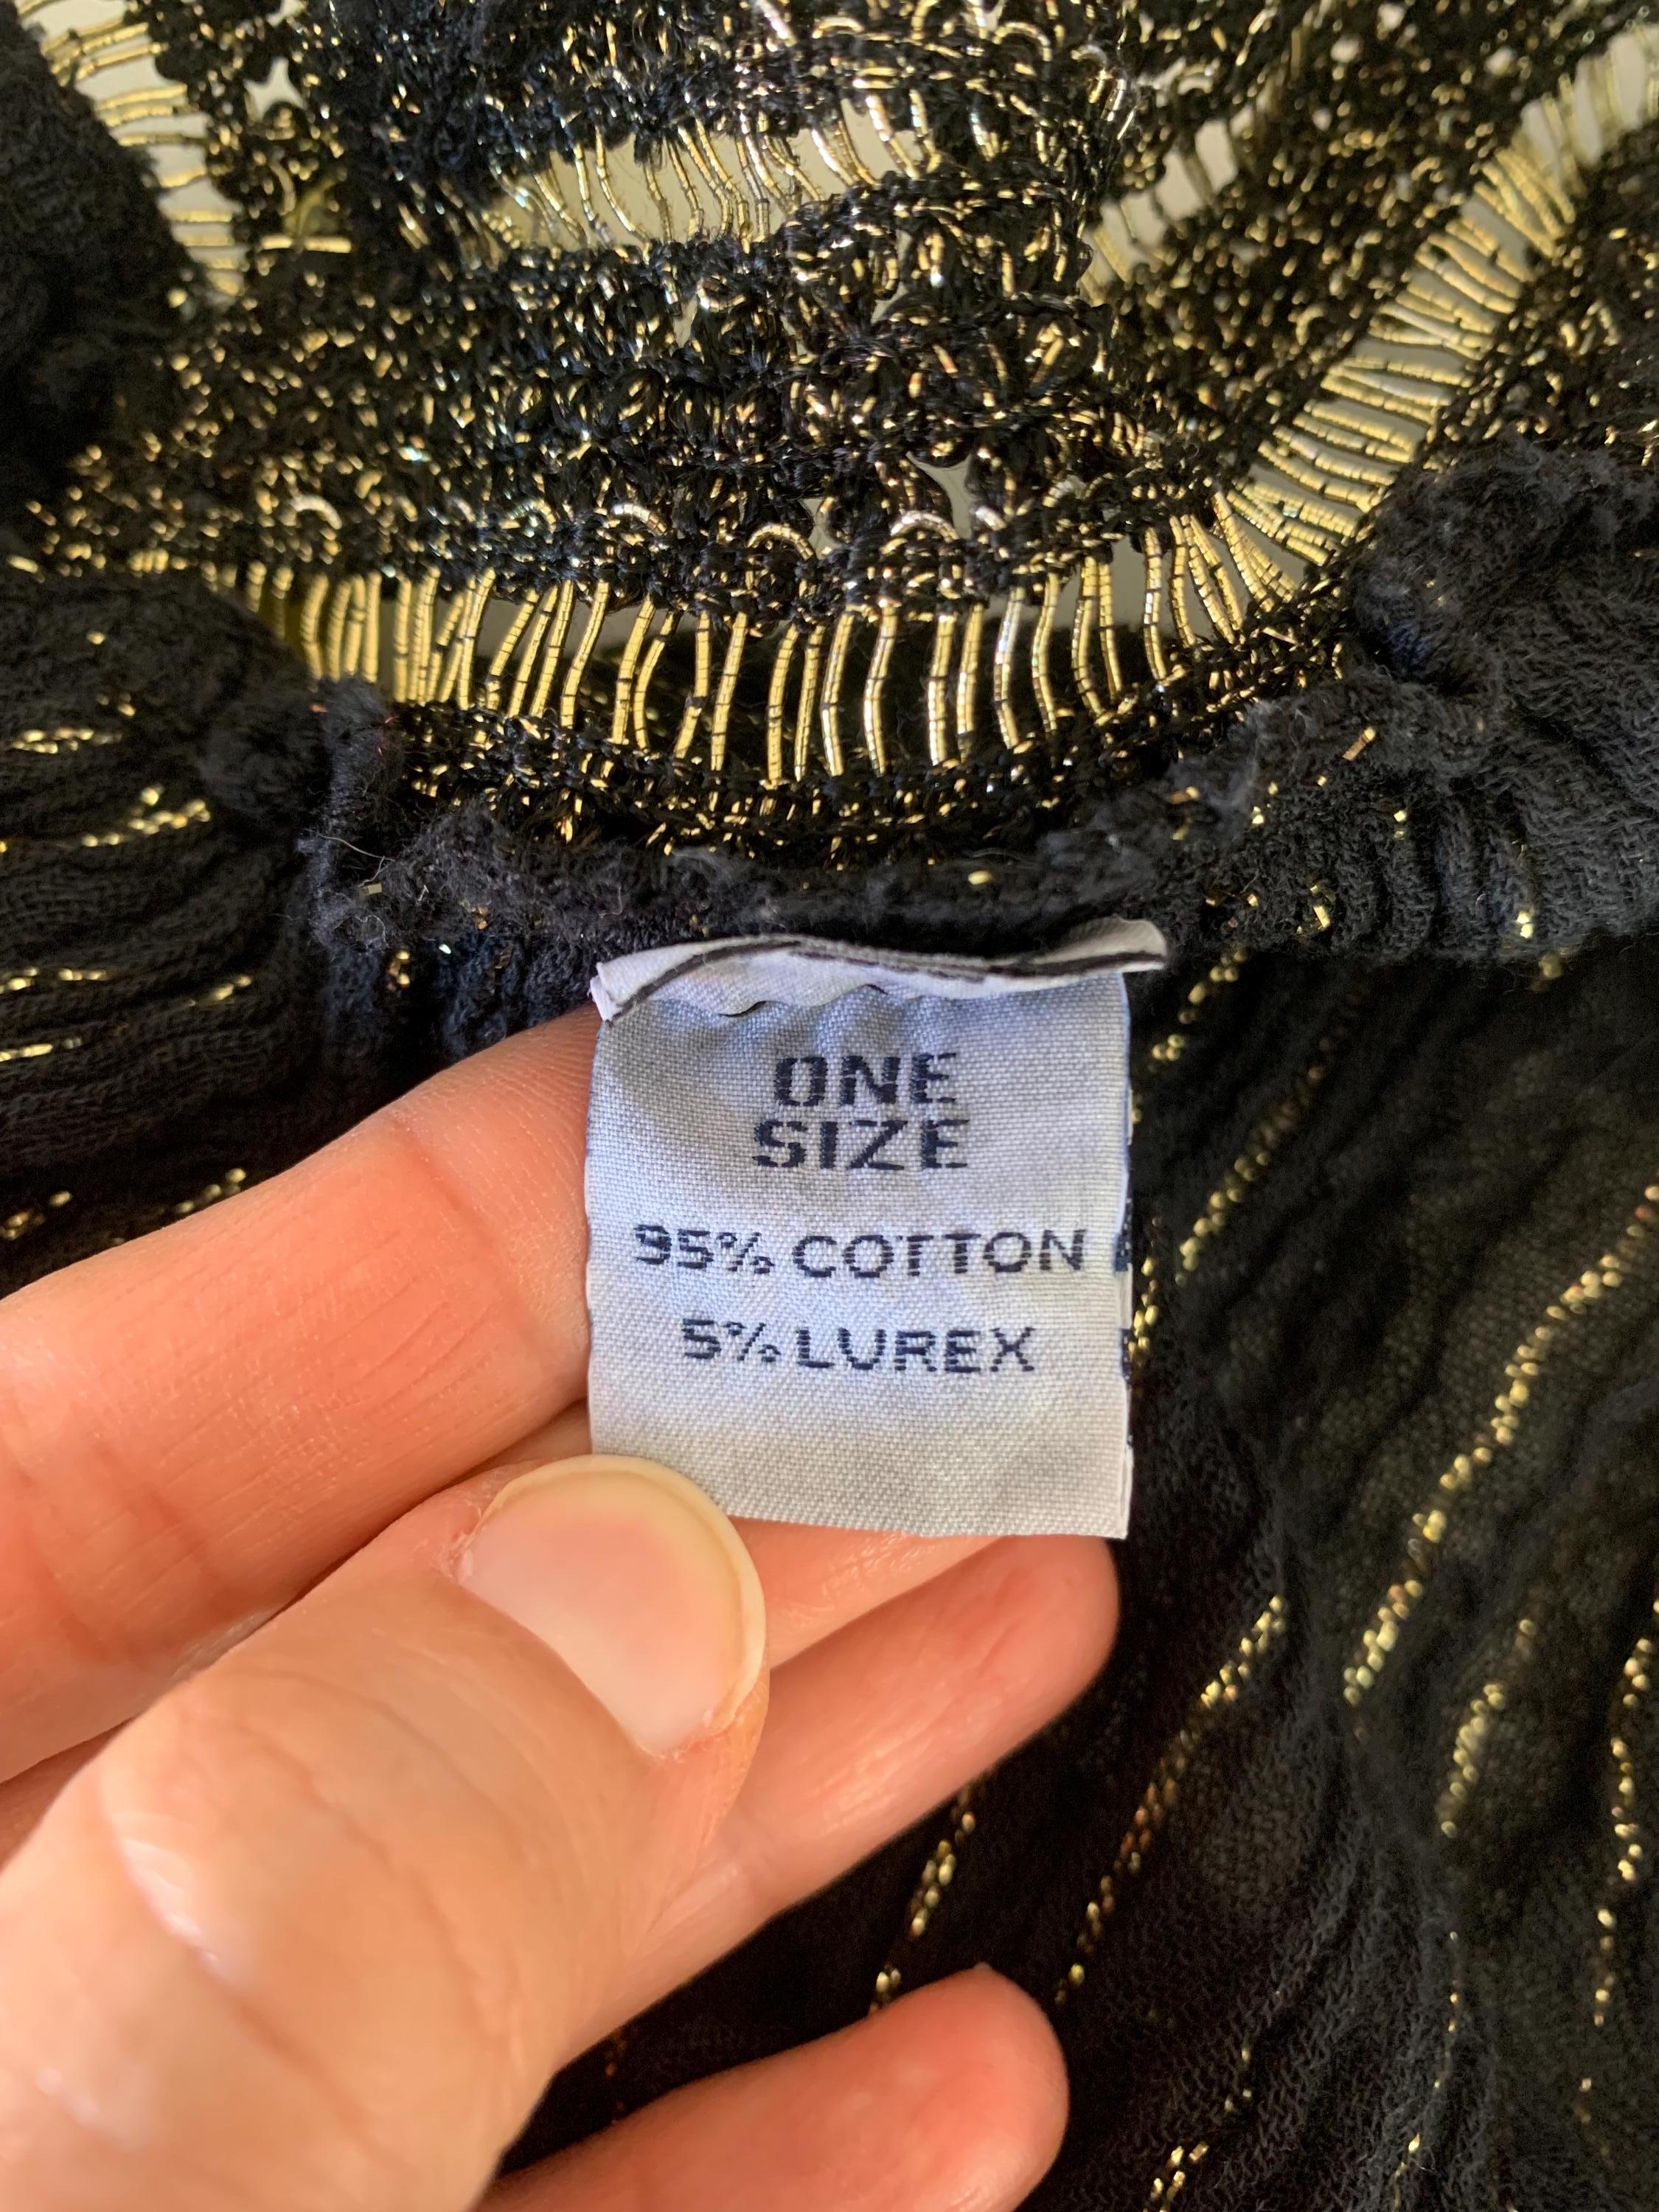 ONE
SIZE
95% COTTON
5% LUREX